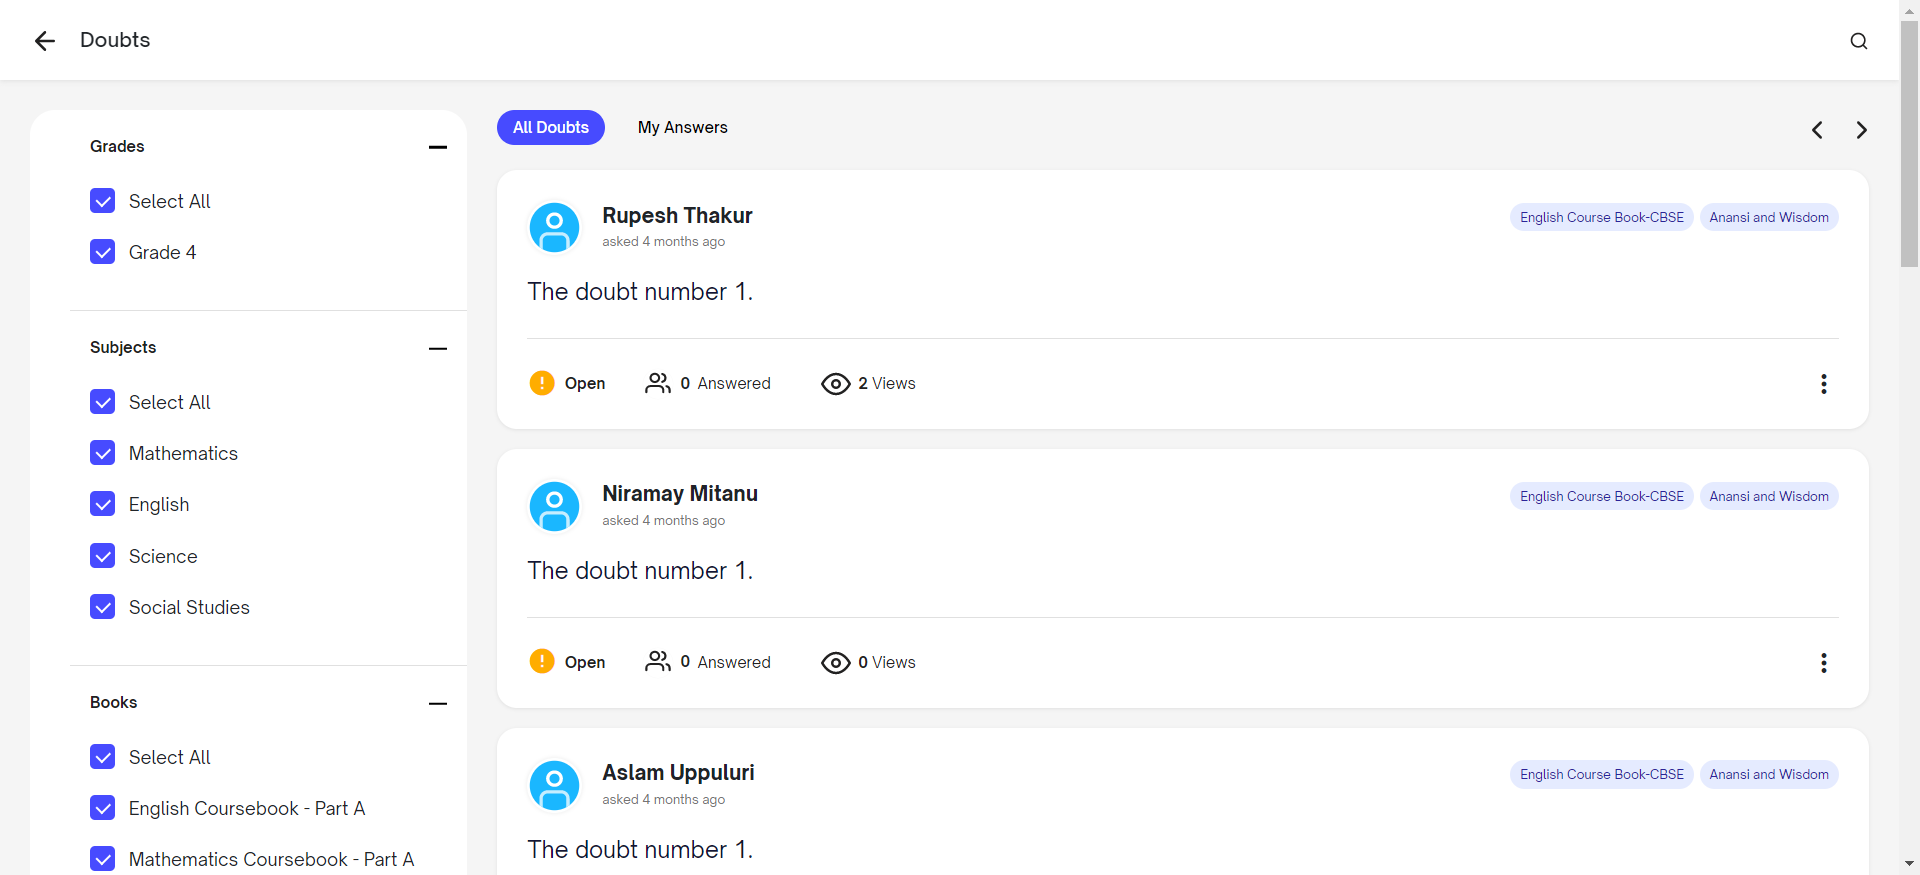 Doubts
Grades
Select All
Grade 4
Subjects
Select All
Mathematics
English
Science
Social Studies
Books
Select All
English Coursebook - Part A
Mathematics Coursebook - Part A
All Doubts
My Answers
Rupesh Thakur
asked 4 months ago
English Course Book-CBSE
Anansi and Wisdom
The doubt number 1.
Open
0 Answered
2 Views
Niramay Mitanu
asked 4 months ago
English Course Book-CBSE
Anansi and Wisdom
The doubt number 1.
Open
0 Answered
0 Views
Aslam Uppuluri
asked 4 months ago
English Course Book-CBSE
Anansi and Wisdom
The doubt number 1.